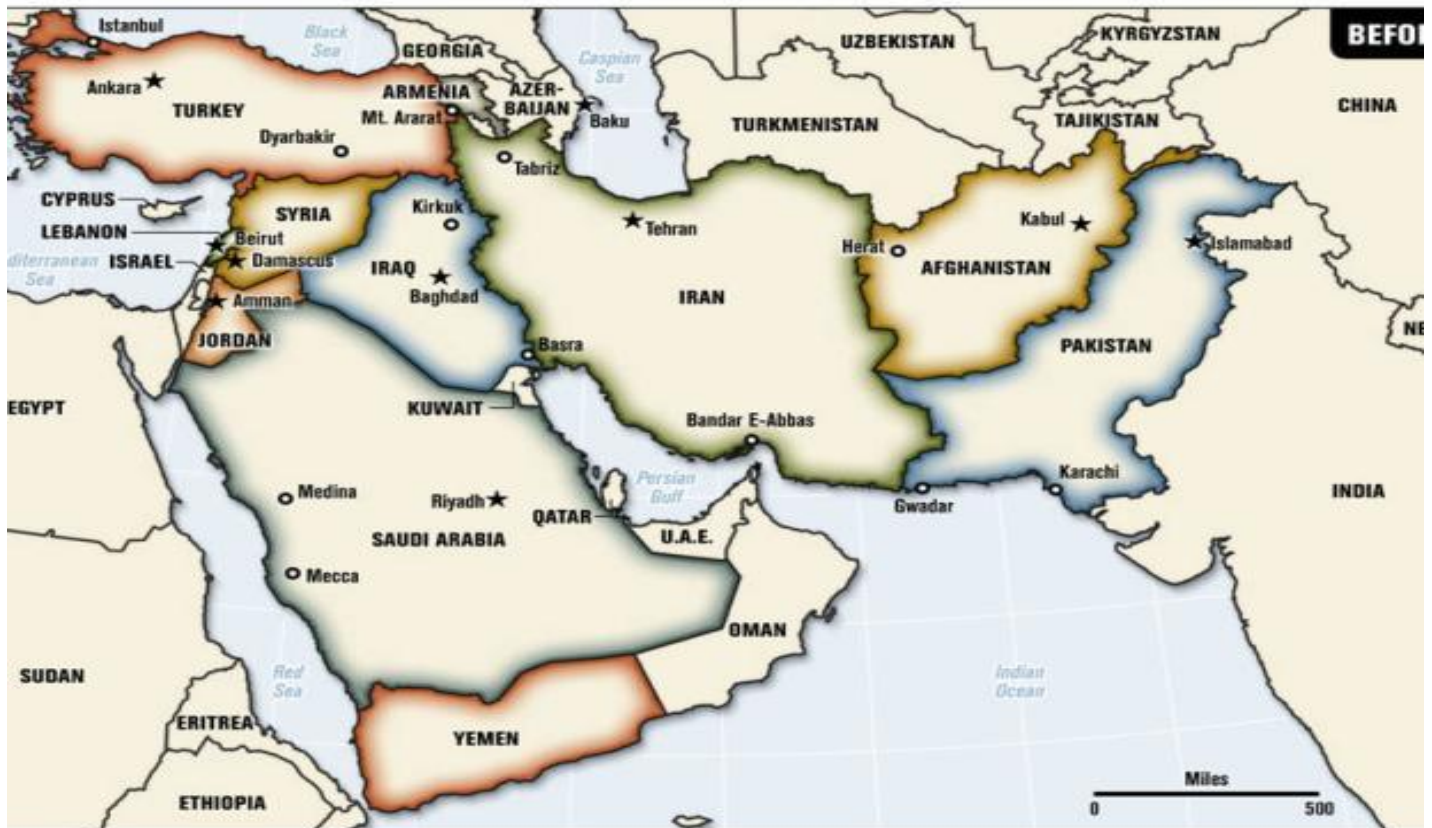 Istanbul
Black
Sea
GEORGIA
Caspian
Sea
UZBEKISTAN
KYRGYZSTAN
BEFO
Ankara
TURKEY
ARMENIA
AZER-
BAIJAN
Mt. Ararat
Baku
TURKMENISTAN
TAJIKISTAN
CHINA
Dyarbakir
Tabriz
CYPRUS
SYRIA
Kirkuk
Tehran
Kabul
LEBANON
Beirut
Herat
Islamabad
diterranean
Sea
ISRAEL
Damascus
IRAQ
AFGHANISTAN
Baghdad
IRAN
Amman
JORDAN
Basra
PAKISTAN
NE
EGYPT
KUWAIT
Bandar E-Abbas
Medina
Riyadh
Persian
Gulf
Karachi
Gwadar
INDIA
QATAR
SAUDI ARABIA
U.A.E.
Mecca
OMAN
SUDAN
Red
Sea
Indian
Ocean
ERITREA
YEMEN
ETHIOPIA
Miles
0 500